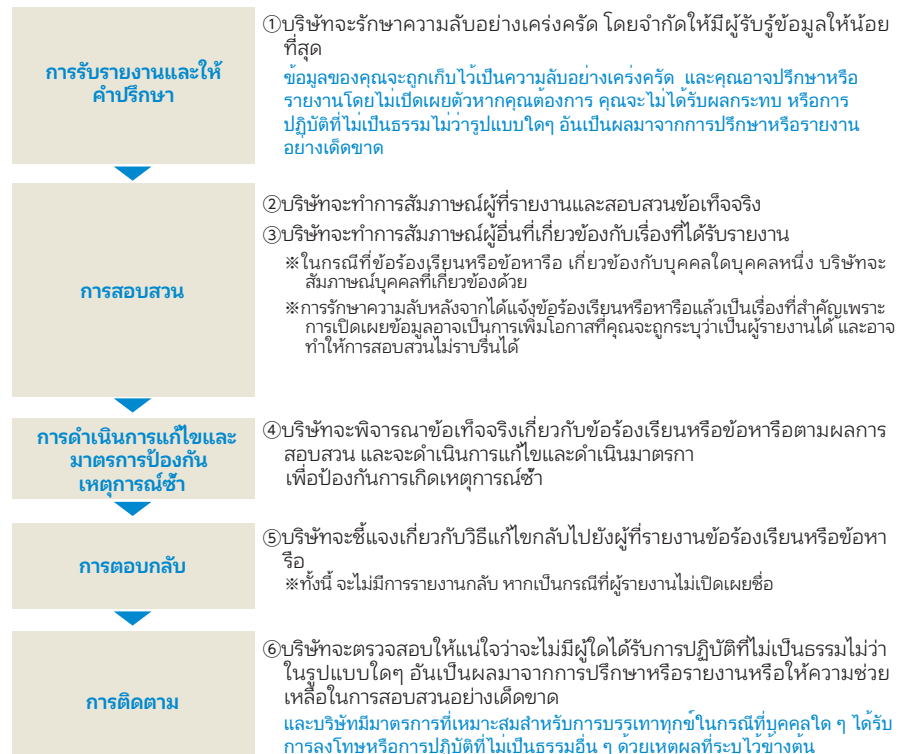 การรับรายงานและให้
คำปรึกษา
①บริษัทจะรักษาความลับอย่างเคร่งครัด โดยจำกัดให้มีผู้รับรู้ข้อมูลให้น้อย
ที่สุด
ข้อมูลของคุณจะถูกเก็บไว้เป็นความลับอย่างเคร่งครัด และคุณอาจปรึกษาหรือ
รายงานโดยไม่เปิดเผยตัวหากคุณต้องการ คุณจะไม่ได้รับผลกระทบ หรือการ
ปฏิบัติที่ไม่เป็นธรรมไม่ว่ารูปแบบใดๆ อันเป็นผลมาจากการปรึกษาหรือรายงาน
อย่างเด็ดขาด
การสอบสวน
②บริษัทจะทำการสัมภาษณ์ผู้ที่รายงานและสอบสวนข้อเท็จจริง
③บริษัทจะทำการสัมภาษณ์ผู้อื่นที่เกี่ยวข้องกับเรื่องที่ได้รับรายงาน
※ในกรณีที่ข้อร้องเรียนหรือข้อหารือ เกี่ยวข้องกับบุคคลใดบุคคลหนึ่ง บริษัทจะ
สัมภาษณ์บุคคลที่เกี่ยวข้องด้วย
※การรักษาความลับหลังจากได้แจ้งข้อร้องเรียนหรือหารือแล้วเป็นเรื่องที่สำคัญเพราะ
การเปิดเผยข้อมูลอาจเป็นการเพิ่มโอกาสที่คุณจะถูกระบุว่าเป็นผู้รายงานได้ และอาจ
ทำให้การสอบสวนไม่ราบรื่นได้
การดำเนินการแก้ไขและ
มาตรการป้องกัน
เหตุการณ์ซ้ำ
④บริษัทจะพิจารณาข้อเท็จจริงเกี่ยวกับข้อร้องเรียนหรือข้อหารือตามผลการ
สอบสวน และจะดำเนินการแก้ไขและดำเนินมาตรกา
เพื่อป้องกันการเกิดเหตุการณ์ซ้ำ
การตอบกลับ
⑤บริษัทจะชี้แจงเกี่ยวกับวิธีแก้ไขกลับไปยังผู้ที่รายงานข้อร้องเรียนหรือข้อหา
รือ
※ทั้งนี้ จะไม่มีการรายงานกลับ หากเป็นกรณีที่ผู้รายงานไม่เปิดเผยชื่อ
การติดตาม
⑥บริษัทจะตรวจสอบให้แน่ใจว่าจะไม่มีผู้ใดได้รับการปฏิบัติที่ไม่เป็นธรรมไม่ว่า
ในรูปแบบใดๆ อันเป็นผลมาจากการปรึกษาหรือรายงานหรือให้ความช่วย
เหลือในการสอบสวนอย่างเด็ดขาด
และบริษัทมีมาตรการที่เหมาะสมสำหรับการบรรเทาทุกข์ในกรณีที่บุคคลใด ๆ ได้รับ
การลงโทษหรือการปฏิบัติที่ไม่เป็นธรรมอื่น ๆ ด้วยเหตุผลที่ระบุไว้ข้างต้น